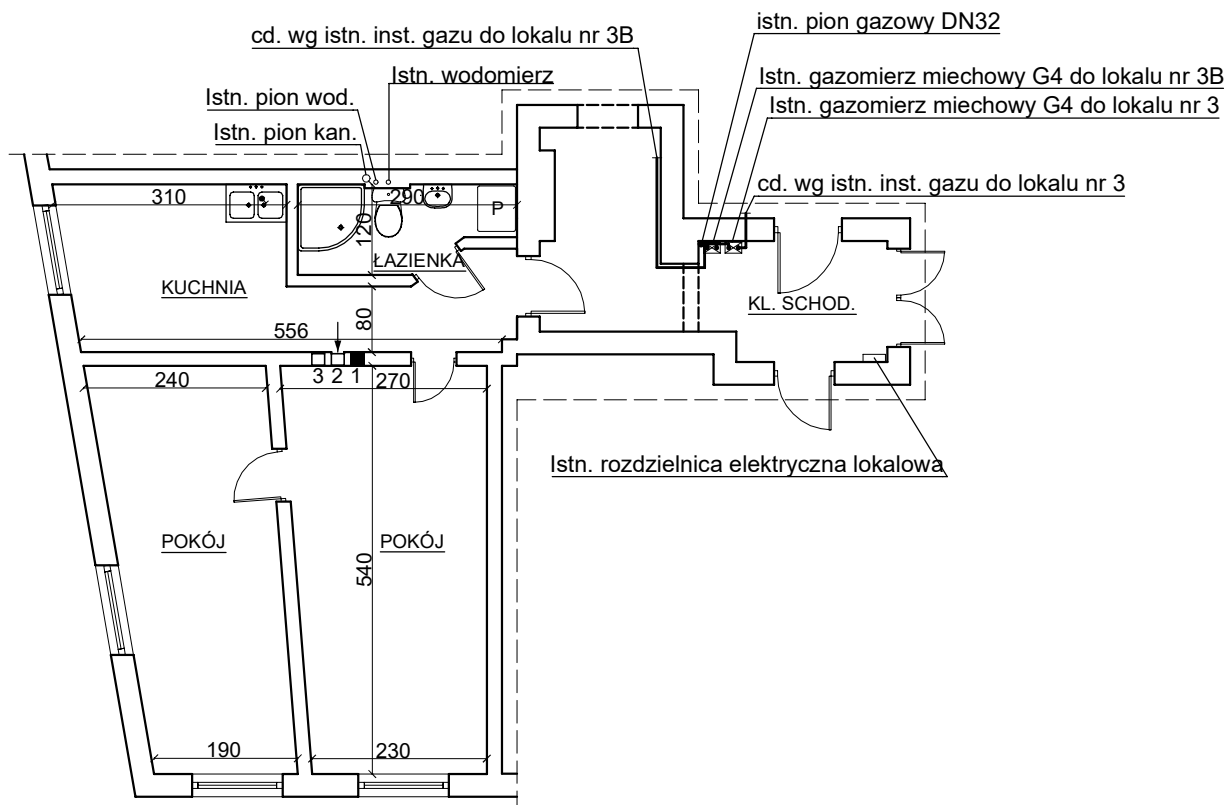 istn. pion gazowy DN32
cd. wg istn. inst. gazu do lokalu nr 3B
Istn. wodomierz
Istn. gazomierz miechowy G4 do lokalu nr 3B
Istn. pion wod.
Istn. gazomierz miechowy G4 do lokalu nr 3
Istn. pion kan.
cd. wg istn. inst. gazu do lokalu nr 3
310
290
P
120
ŁAZIENKA
KUCHNIA
KL. SCHOD.
80
556
3 2 1
240
270
Istn. rozdzielnica elektryczna lokalowa
POKÓJ
POKÓJ
540
190
230